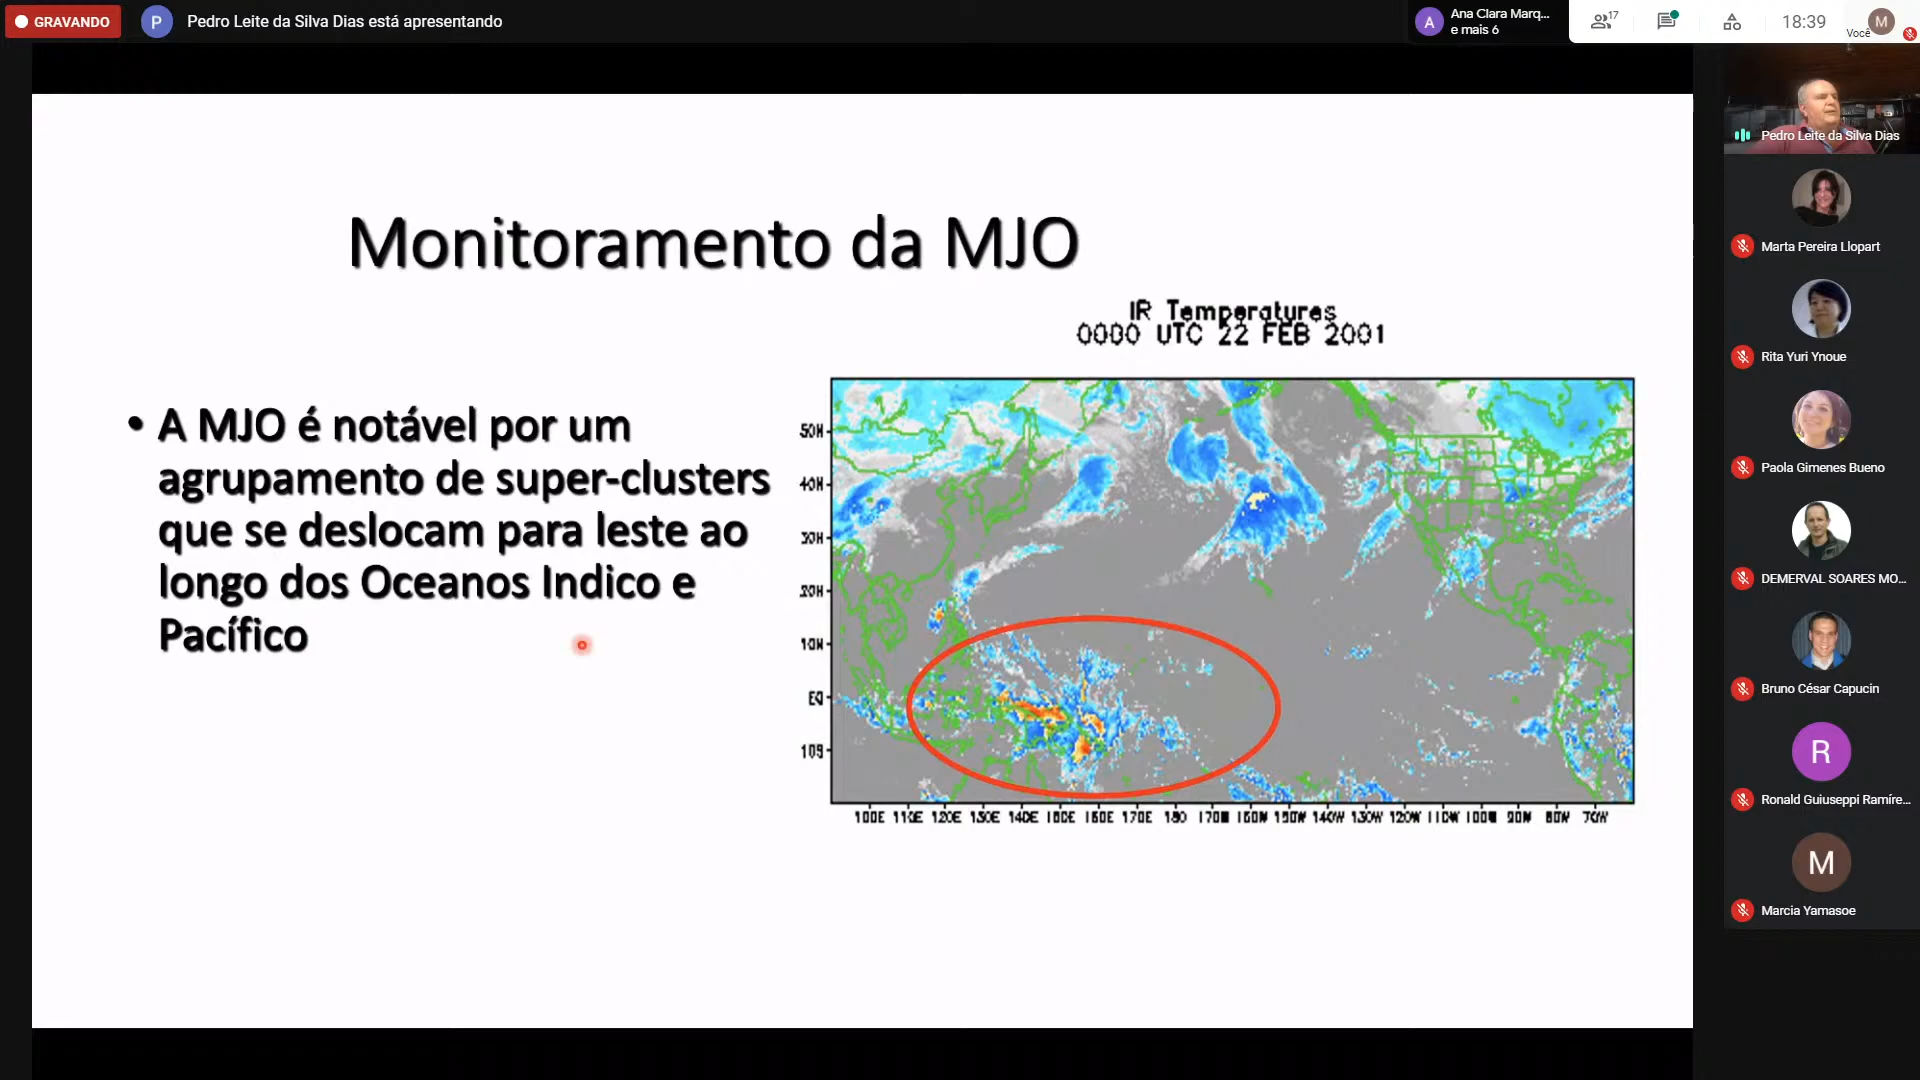 GRAVANDO
P
Pedro Leite da Silva Dias está apresentando
A
Ana Clara Marq...
e mais 6
17
18:39
Você
M
Monitoramento da MJO
IR Temperatures
0000 UTC 22 FEB 2001
• A MJO é notável por um
agrupamento de super-clusters
que se deslocam para leste ao
longo dos Oceanos Indico e
Pacífico
50N
40N
30N
20N
10N
EQ
10S
100E 110E 120E 130E 140E 150E 160E 170E 180 170W 160W 150W 140W 130W 120W 110W 100W 90W 80W 70W
Pedro Leite da Silva Dias
Marta Pereira Llopart
Rita Yuri Ynoue
Paola Gimenes Bueno
DEMERVAL SOARES MO...
Bruno César Capucin
R
Ronald Guiuseppi Ramíre...
M
Marcia Yamasoe